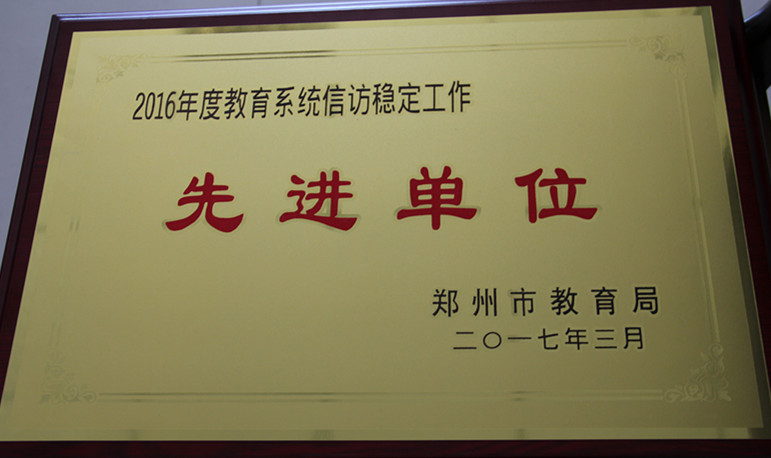 2016年度教育系统信访稳定工作
先进单位
郑州市教育局
二〇一七年三月